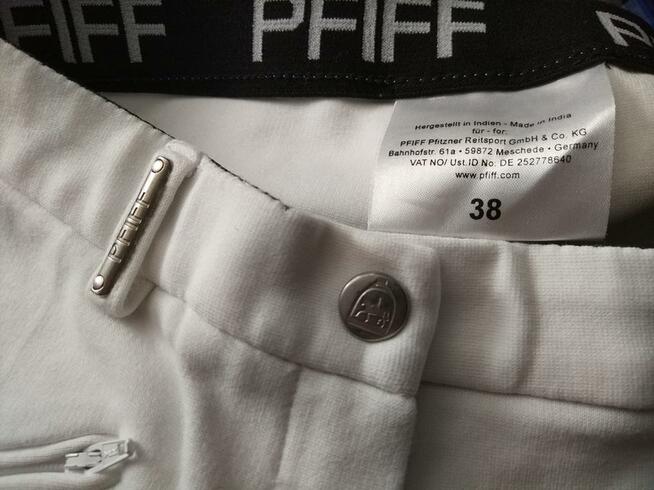 PFIFF
PFIFF
Hergestellt in Indien - Made in India
für - for:
PFIFF Pfitzner Reitsport GmbH & Co. KG
Bahnhofstr. 61a • 59872 Meschede • Germany
VAT NO/ Ust.ID No. DE 252778640
www.pfiff.com
38
PFIFF